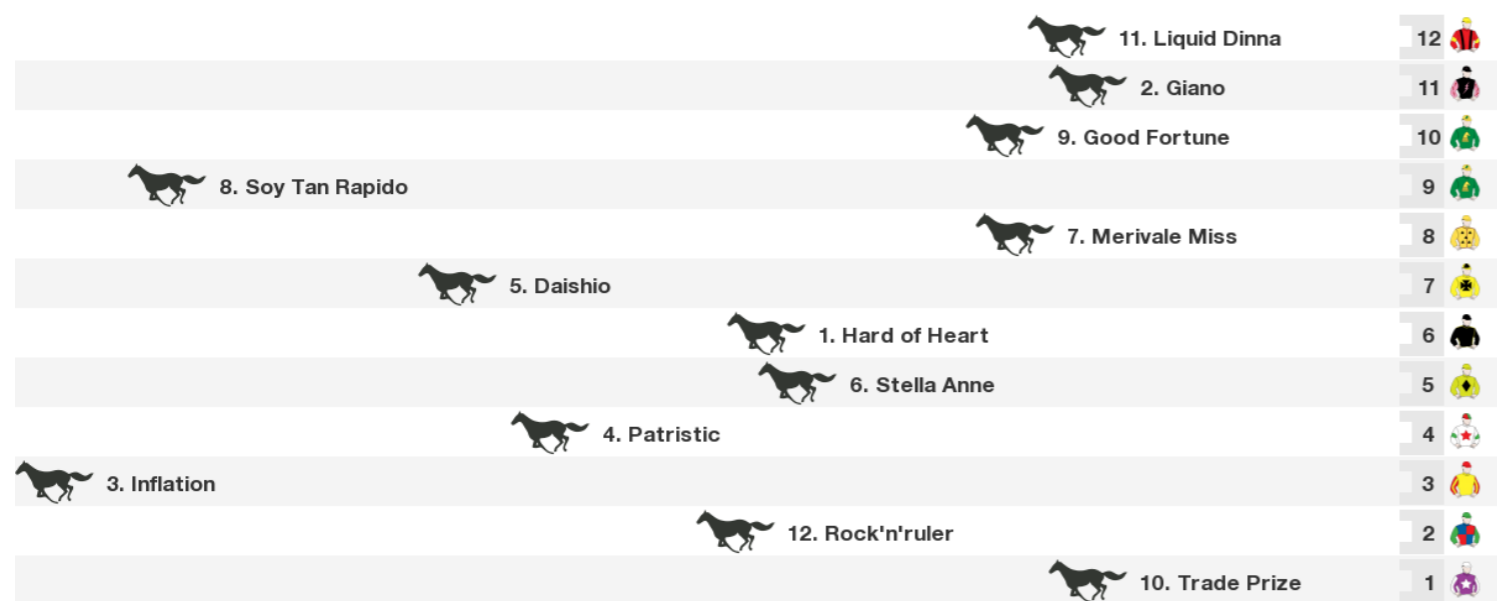 11. Liquid Dinna 12
2. Giano 11
9. Good Fortune 10
8. Soy Tan Rapido 9
7. Merivale Miss 8
5. Daishio 7
1. Hard of Heart 6
6. Stella Anne 5
4. Patristic 4
3. Inflation 3
12. Rock'n'ruler 2
10. Trade Prize 1